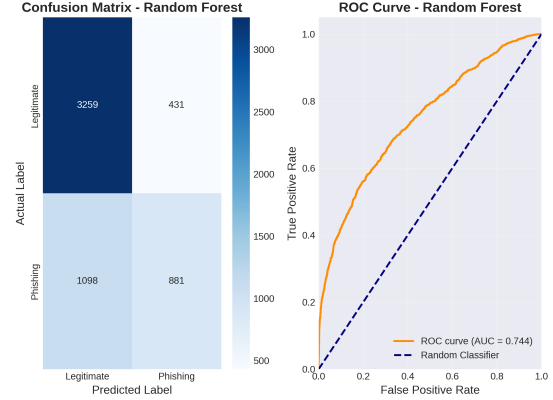 Confusion Matrix - Random Forest
Actual Label
Legitimate
Phishing
3259
431
1098
881
Legitimate
Phishing
Predicted Label
3000
2500
2000
1500
1000
500
ROC Curve - Random Forest
True Positive Rate
1.0
0.8
0.6
0.4
0.2
0.0
0.0
0.2
0.4
0.6
0.8
1.0
False Positive Rate
ROC curve (AUC = 0.744)
Random Classifier